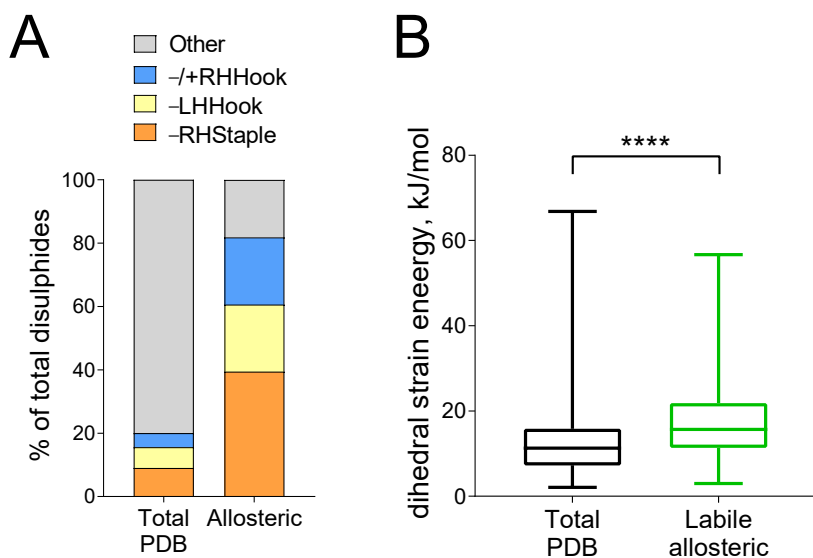 A
Other
–/+RHHook
–LHHook
–RHStaple
% of total disulphides
100
80
60
40
20
0
Total
PDB
Allosteric
B
dihedral strain eneergy, kJ/mol
80
60
40
20
0
****
Total
PDB
Labile
allosteric